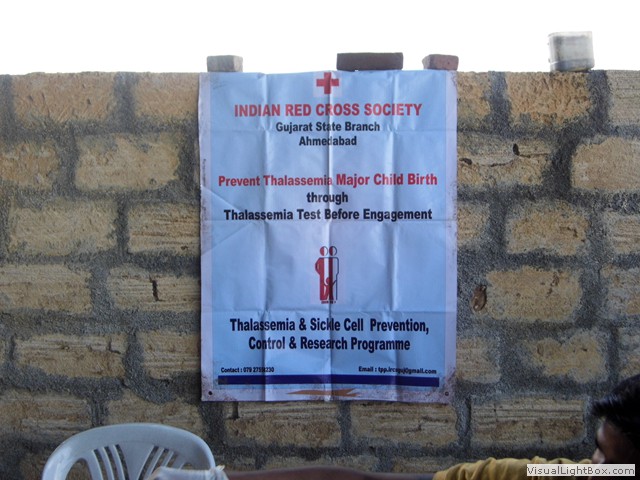 INDIAN RED CROSS SOCIETY
Gujarat State Branch
Ahmedabad
Prevent Thalassemia Major Child Birth
through
Thalassemia Test Before Engagement
Thalassemia & Sickle Cell Prevention,
Control & Research Programme
Contact : 079
Email :
VisualLightBox.com